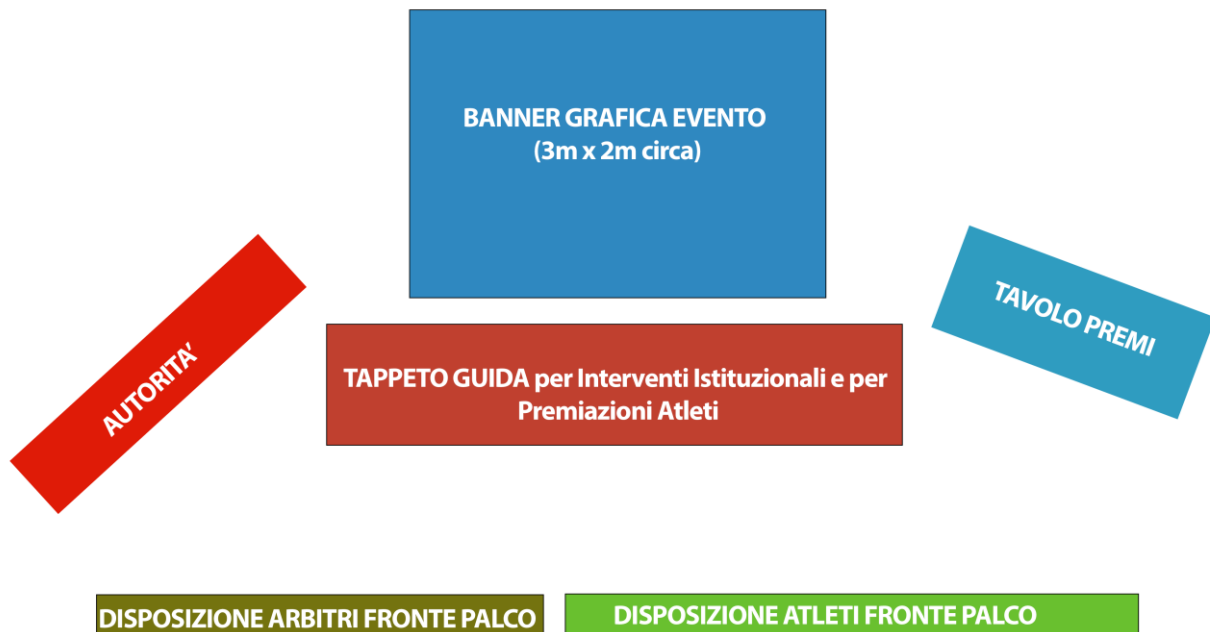 BANNER GRAFICA EVENTO
(3m x 2m circa)
AUTORITA'
TAVOLO PREMI
TAPPETO GUIDA per Interventi Istituzionali e per
Premiazioni Atleti
DISPOSIZIONE ARBITRI FRONTE PALCO
DISPOSIZIONE ATLETI FRONTE PALCO